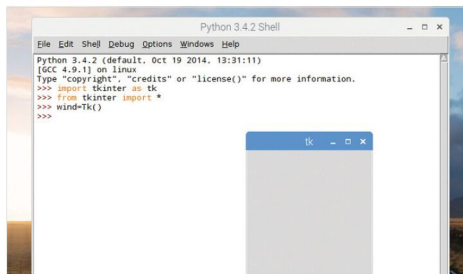 Python 3.4.2 Shell
File Edit Shell Debug Options Windows Help
Python 3.4.2 (default, Oct 19 2014, 13:31:11)
[GCC 4.9.1] on linux
Type "copyright", "credits" or "license()" for more information.
>>> import tkinter as tk
>>> from tkinter import *
>>> wind=Tk()
>>>
tk